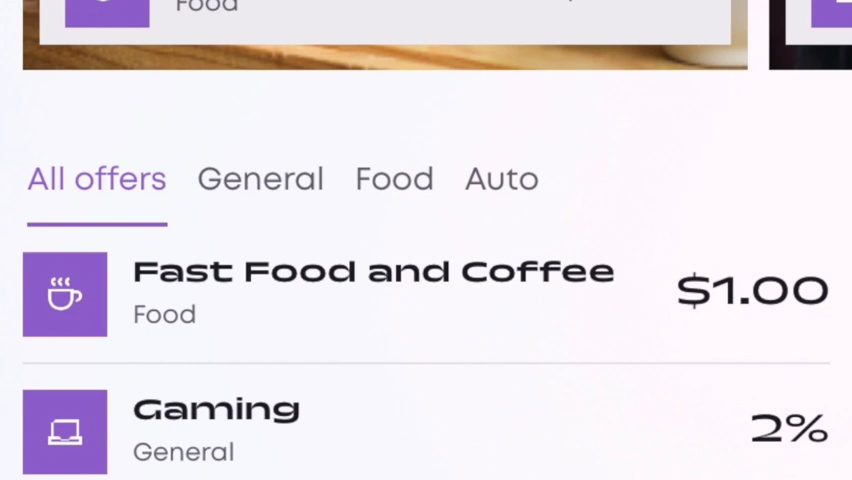 Food
All offers General Food Auto
Fast Food and Coffee
Food
$1.00
Gaming
General
2%